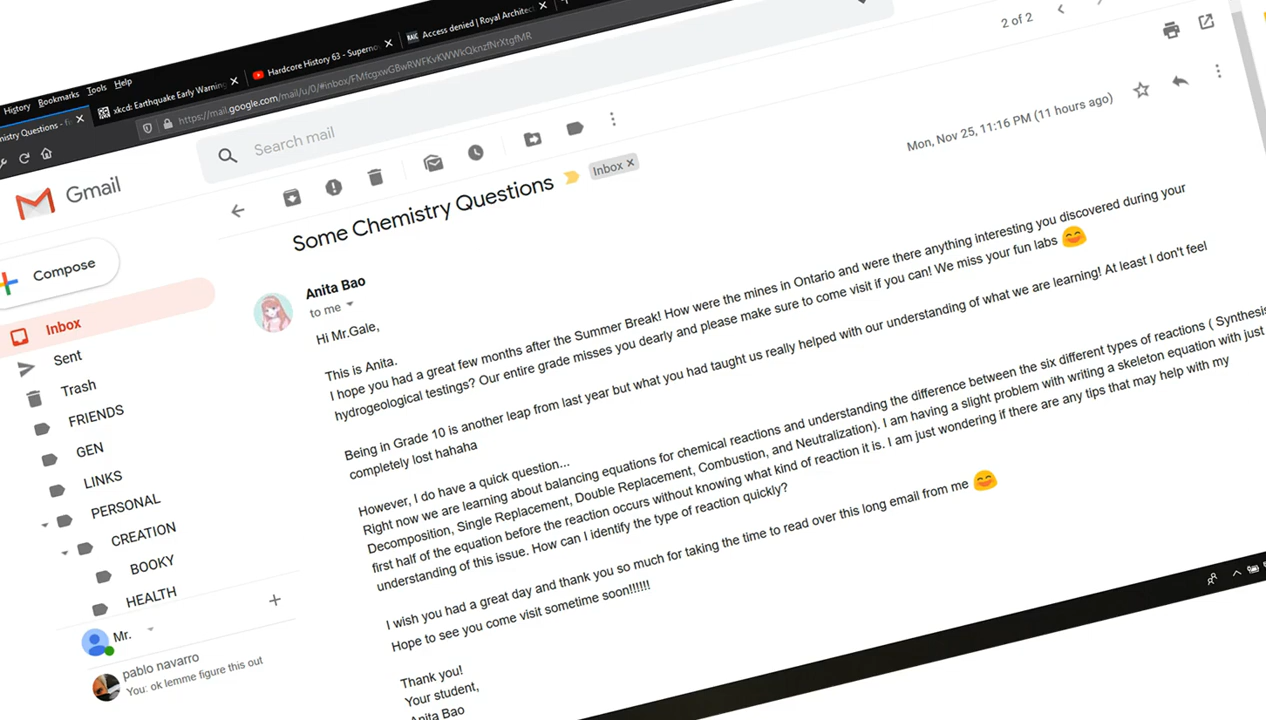 History Bookmarks Tools Help
mistry Questions -
xkcd: Earthquake Early Warning
Hardcore History 63 - Superno
RAIC Access denied | Royal Architect
https://mail.google.com/mail/u/0/#inbox/
Gmail
Search mail
2 of 2
Compose
Some Chemistry Questions
Inbox
Mon, Nov 25, 11:16 PM (11 hours ago)
Inbox
Sent
Trash
FRIENDS
GEN
LINKS
PERSONAL
CREATION
BOOKY
HEALTH
Mr.
pablo navarro
You: ok lemme figure this out
Anita Bao
to me
Hi Mr.Gale,
This is Anita.
I hope you had a great few months after the Summer Break! How were the mines in Ontario and were there anything interesting you discovered during your
hydrogeological testings? Our entire grade misses you dearly and please make sure to come visit if you can! We miss your fun labs 😊
Being in Grade 10 is another leap from last year but what you had taught us really helped with our understanding of what we are learning! At least I don't feel
completely lost hahaha
However, I do have a quick question...
Right now we are learning about balancing equations for chemical reactions and understanding the difference between the six different types of reactions ( Synthesis
Decomposition, Single Replacement, Double Replacement, Combustion, and Neutralization). I am having a slight problem with writing a skeleton equation with just
first half of the equation before the reaction occurs without knowing what kind of reaction it is. I am just wondering if there are any tips that may help with my
understanding of this issue. How can I identify the type of reaction quickly?
I wish you had a great day and thank you so much for taking the time to read over this long email from me 😊
Hope to see you come visit sometime soon!!!!!!
Thank you!
Your student,
Anita Bao